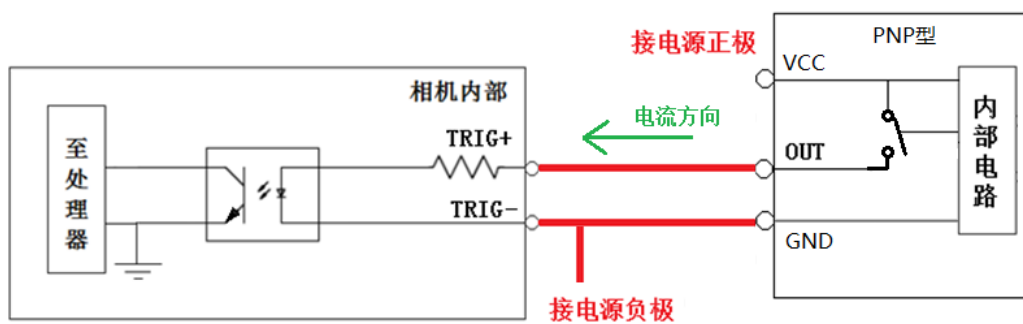 PNP型
接电源正极
VCC
相机内部
电流方向
TRIG+
OUT
至处理器
内部电路
TRIG-
GND
接电源负极